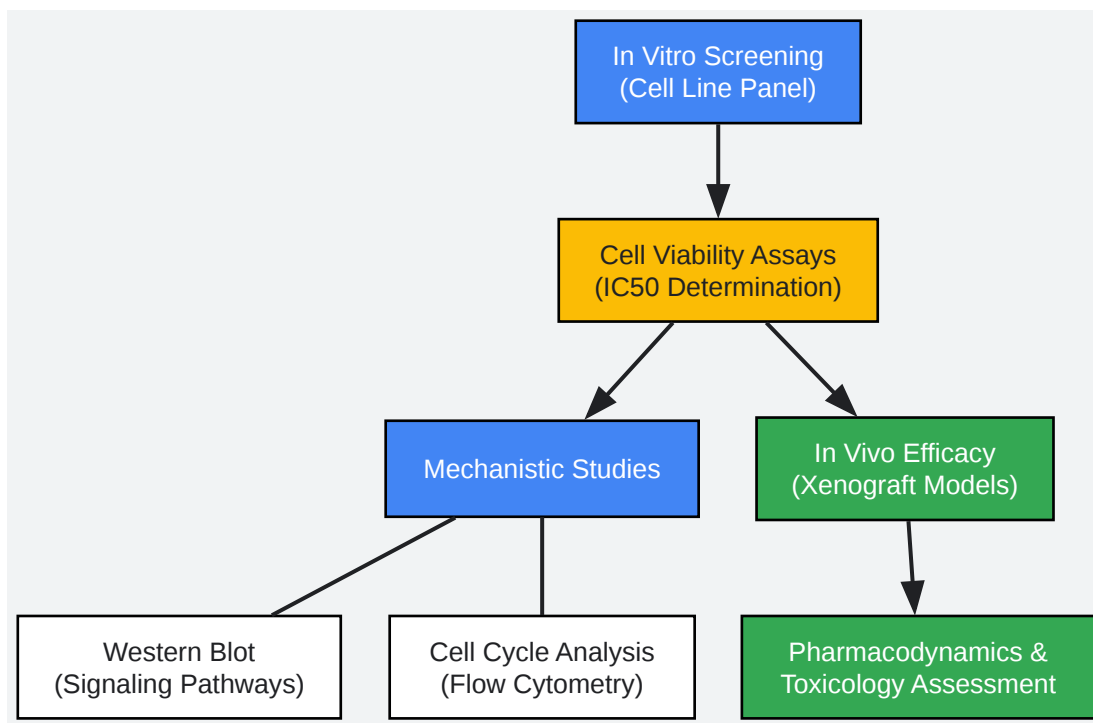 In Vitro Screening
(Cell Line Panel)
Cell Viability Assays
(IC50 Determination)
Mechanistic Studies
In Vivo Efficacy
(Xenograft Models)
Western Blot
(Signaling Pathways)
Cell Cycle Analysis
(Flow Cytometry)
Pharmacodynamics &
Toxicology Assessment